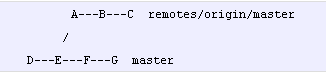 A---B---C  remotes/origin/master
/
D---E---F---G  master